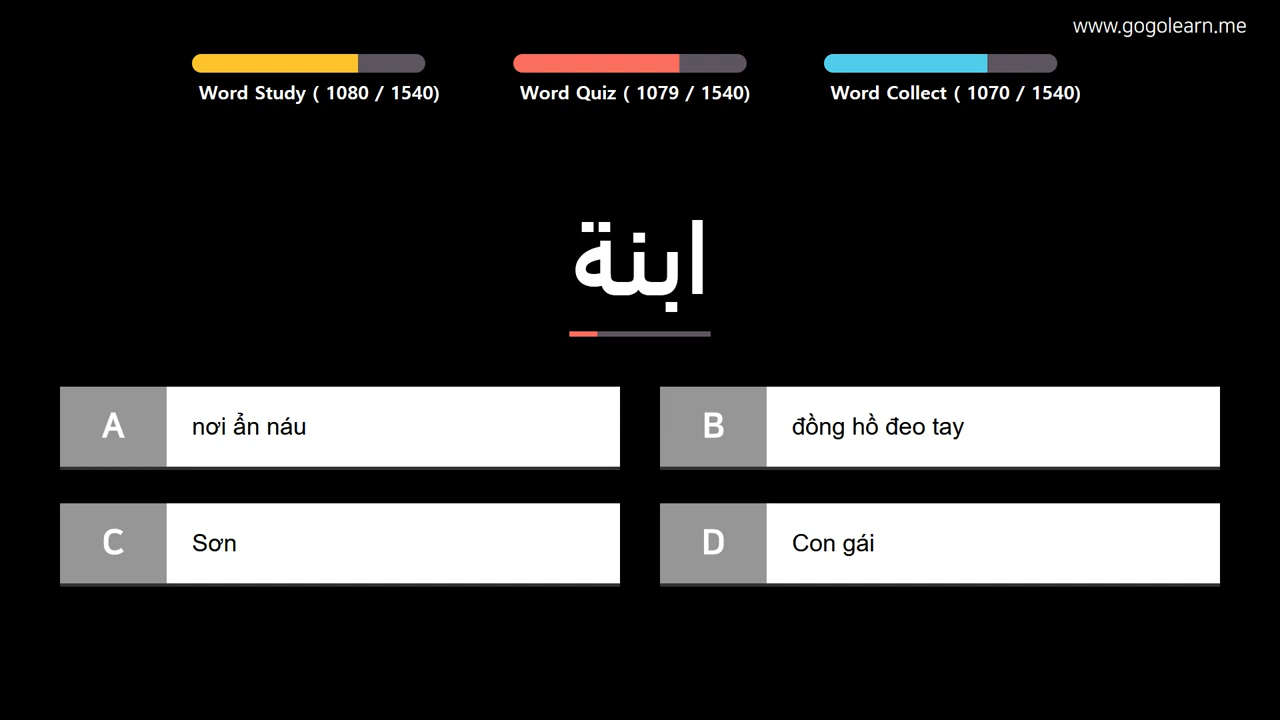 www.gogolearn.me
Word Study ( 1080 / 1540)
Word Quiz ( 1079 / 1540)
Word Collect ( 1070 / 1540)
ابنة
A
nơi ẩn náu
B
đồng hồ đeo tay
C
Sơn
D
Con gái